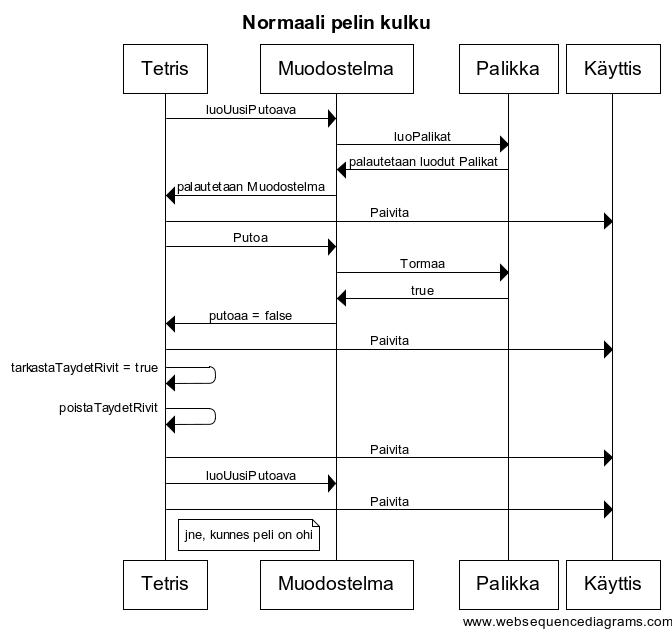 Normaali pelin kulku
Tetris Muodostelma Palikka Käyttis
luoUusiPutoava
luoPalikat
palautetaan luodut Palikat
palautetaan Muodostelma
Paivita
Putoa
Tormaa
true
putoaa = false
Paivita
tarkastaTaydetRivit = true
poistaTaydetRivit
Paivita
luoUusiPutoava
Paivita
jne, kunnes peli on ohi
Tetris Muodostelma Palikka Käyttis
www.websequencediagrams.com